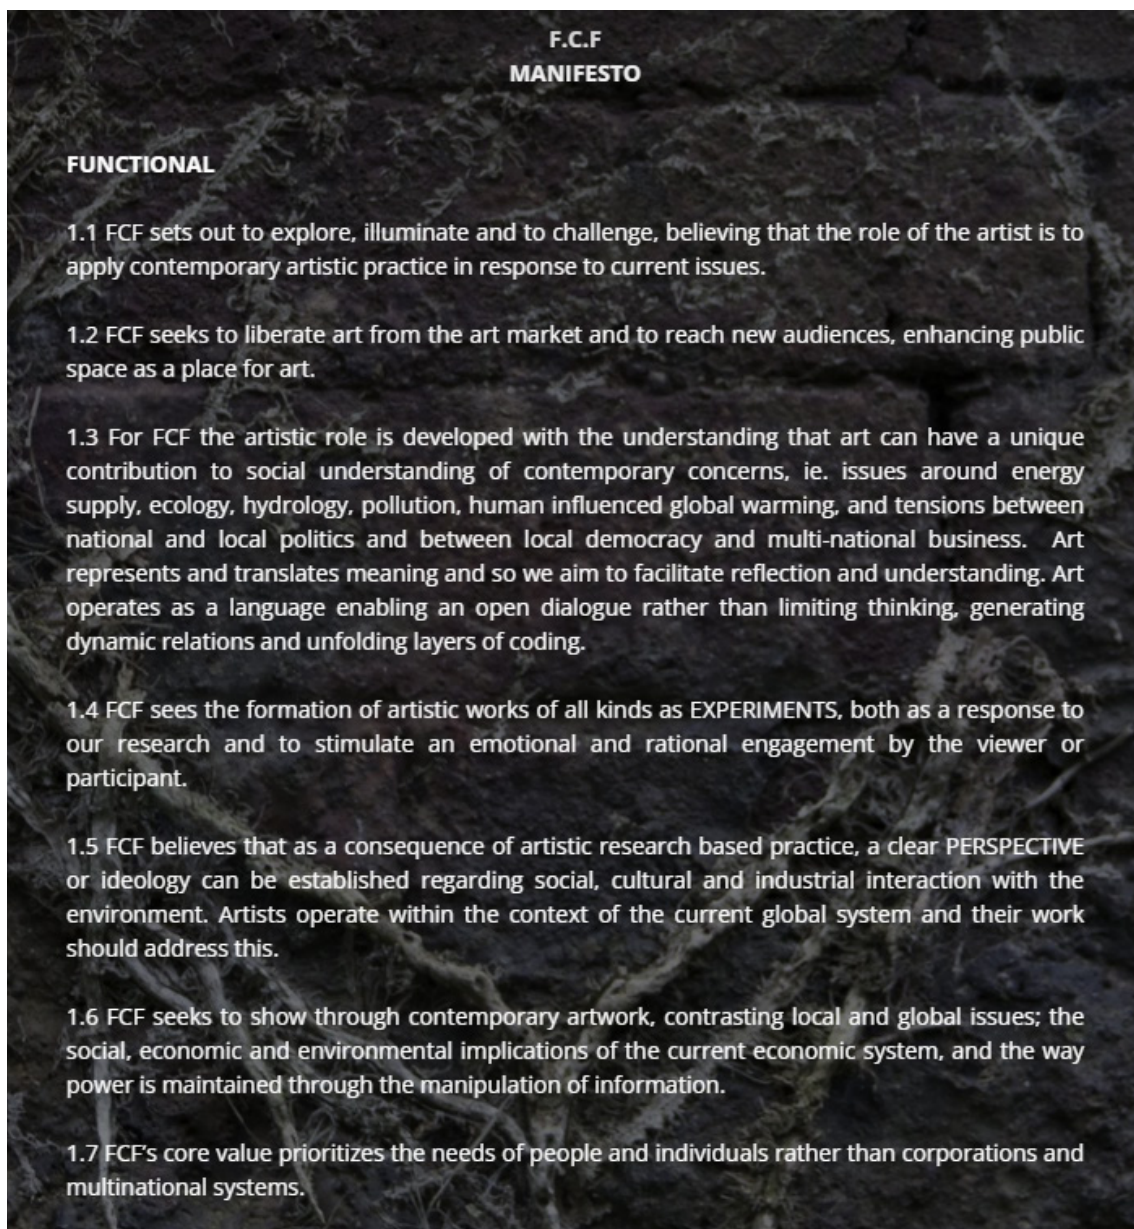 F.C.F
MANIFESTO
FUNCTIONAL
1.1 FCF sets out to explore, illuminate and to challenge, believing that the role of the artist is to
apply contemporary artistic practice in response to current issues.
1.2 FCF seeks to liberate art from the art market and to reach new audiences, enhancing public
space as a place for art.
1.3 For FCF the artistic role is developed with the understanding that art can have a unique
contribution to social understanding of contemporary concerns, ie. issues around energy
supply, ecology, hydrology, pollution, human influenced global warming, and tensions between
national and local politics and between local democracy and multi-national business.  Art
represents and translates meaning and so we aim to facilitate reflection and understanding. Art
operates as a language enabling an open dialogue rather than limiting thinking, generating
dynamic relations and unfolding layers of coding.
1.4 FCF sees the formation of artistic works of all kinds as EXPERIMENTS, both as a response to
our research and to stimulate an emotional and rational engagement by the viewer or
participant.
1.5 FCF believes that as a consequence of artistic research based practice, a clear PERSPECTIVE
or ideology can be established regarding social, cultural and industrial interaction with the
environment. Artists operate within the context of the current global system and their work
should address this.
1.6 FCF seeks to show through contemporary artwork, contrasting local and global issues; the
social, economic and environmental implications of the current economic system, and the way
power is maintained through the manipulation of information.
1.7 FCF’s core value prioritizes the needs of people and individuals rather than corporations and
multinational systems.